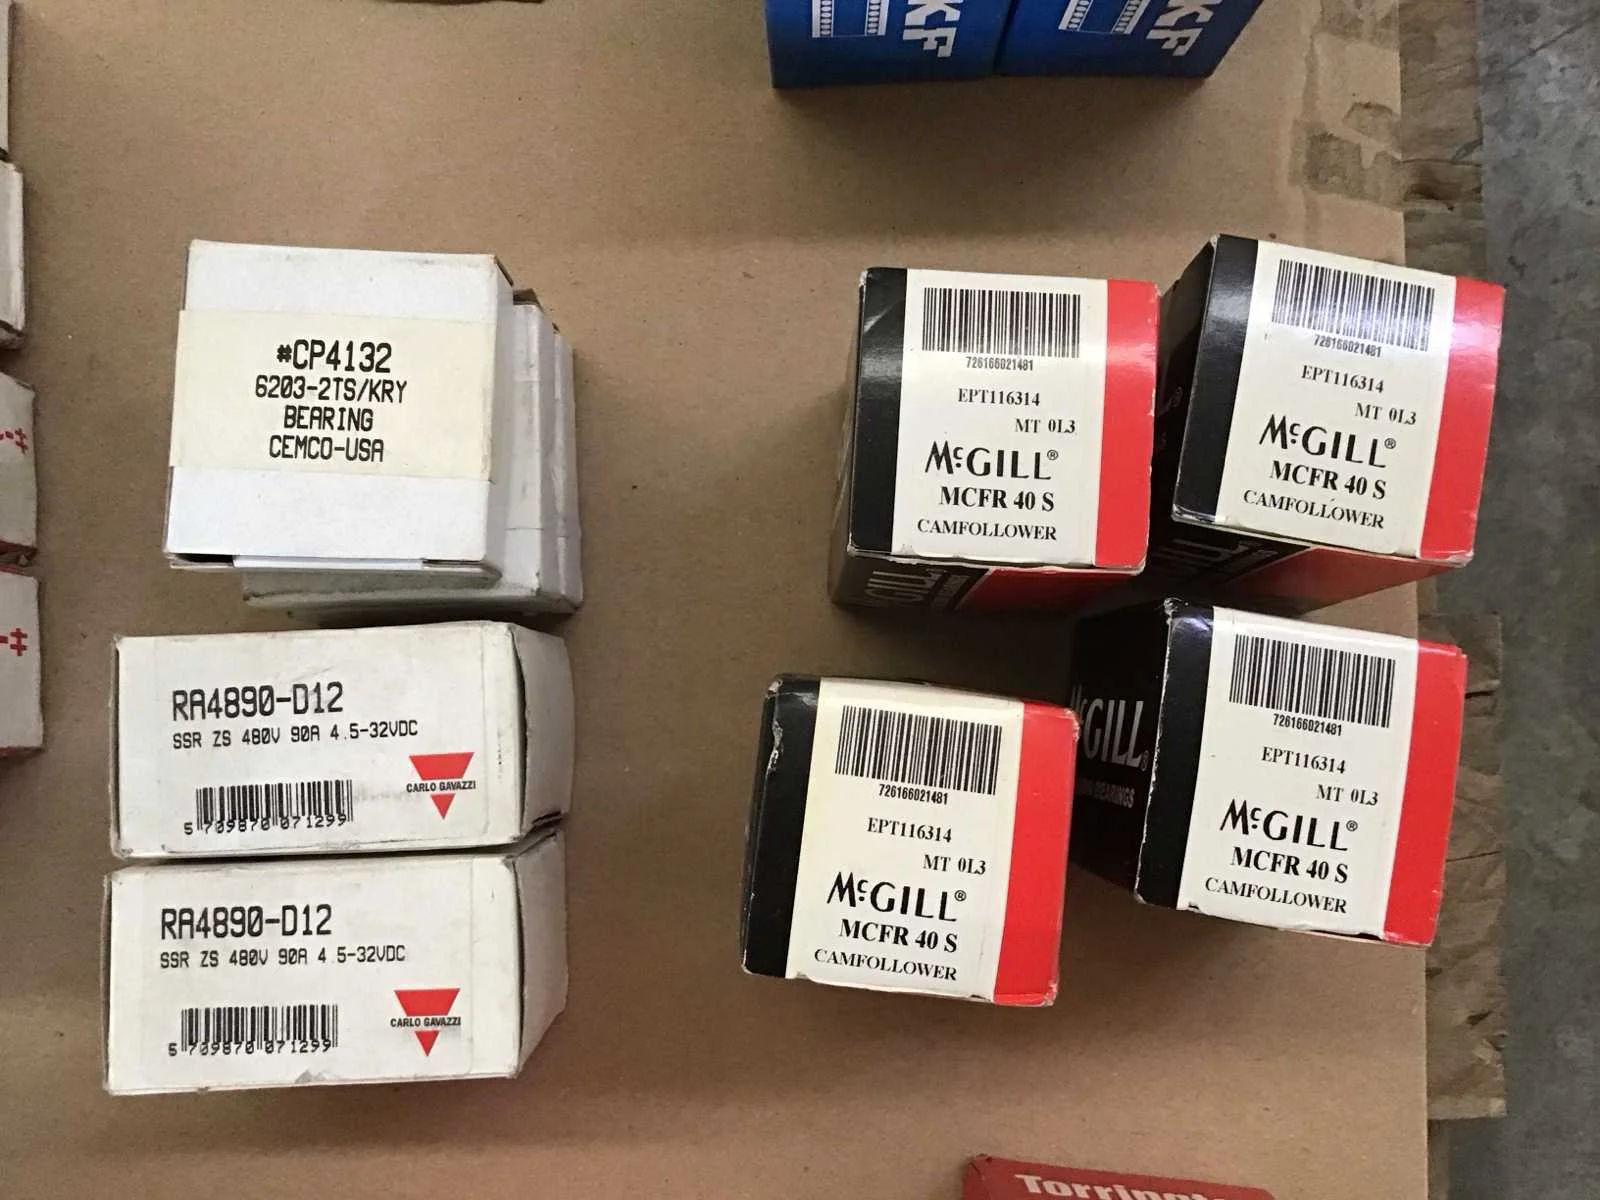 SKF
SKF
#CP4132
6203-2TS/KRY
BEARING
CEMCO-USA
RA4890-D12
SSR ZS 480V 90A 4.5-32VDC
CARLO GAVAZZI
5 709870 071299
RA4890-D12
SSR ZS 480V 90A 4.5-32VDC
CARLO GAVAZZI
5 709870 071299
726166021481
EPT116314
MT 0L3
McGILL®
MCFR 40 S
CAMFOLLOWER
726166021481
EPT116314
MT 0L3
McGILL®
MCFR 40 S
CAMFOLLOWER
726166021481
EPT116314
MT 0L3
McGILL®
MCFR 40 S
CAMFOLLOWER
McGILL®
BEARINGS
726166021481
EPT116314
MT 0L3
McGILL®
MCFR 40 S
CAMFOLLOWER
Torrington